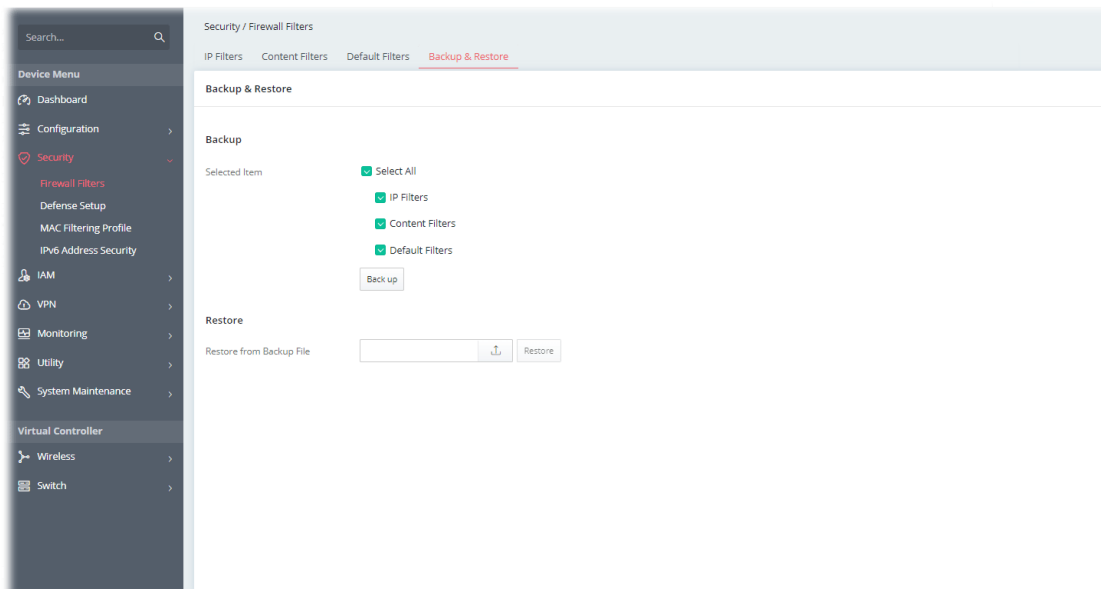 Search...
Device Menu
Dashboard
Configuration
Security
Firewall Filters
Defense Setup
MAC Filtering Profile
IPv6 Address Security
IAM
VPN
Monitoring
Utility
System Maintenance
Virtual Controller
Wireless
Switch
Security / Firewall Filters
IP Filters Content Filters Default Filters Backup & Restore
Backup & Restore
Backup
Selected Item Select All
IP Filters
Content Filters
Default Filters
Back up
Restore
Restore from Backup File Restore